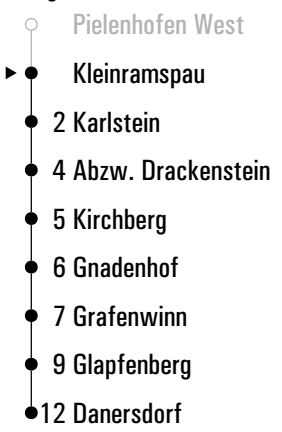 Pielenhofen West
Kleinramspau
2 Karlstein
4 Abzw. Drackenstein
5 Kirchberg
6 Gnadenhof
7 Grafenwinn
9 Glapfenberg
12 Danersdorf